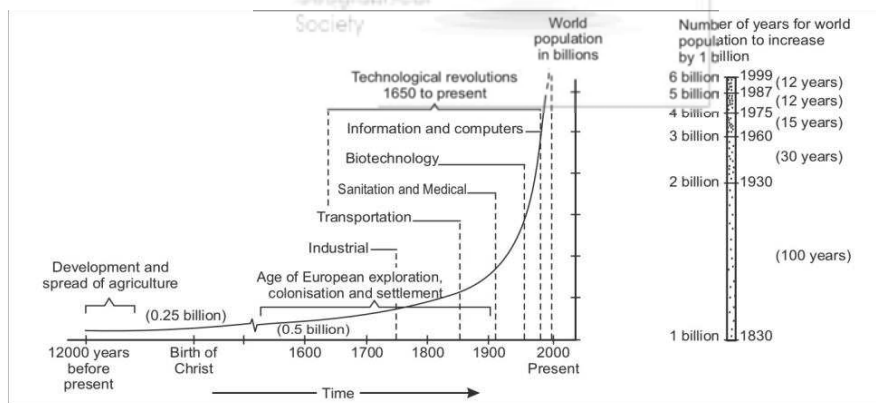 Society
World
population
in billions
Technological revolutions
1650 to present
Information and computers
Biotechnology
Sanitation and Medical
Transportation
Industrial
Development and
spread of agriculture
Age of European exploration,
colonisation and settlement
(0.25 billion)
(0.5 billion)
12000 years
before
present
Birth of
Christ
1600
1700
1800
1900
2000
Present
Time
Number of years for world
population to increase
by 1 billion
6 billion 1999
(12 years)
5 billion 1987
(12 years)
4 billion 1975
(15 years)
3 billion 1960
(30 years)
2 billion 1930
(100 years)
1 billion 1830